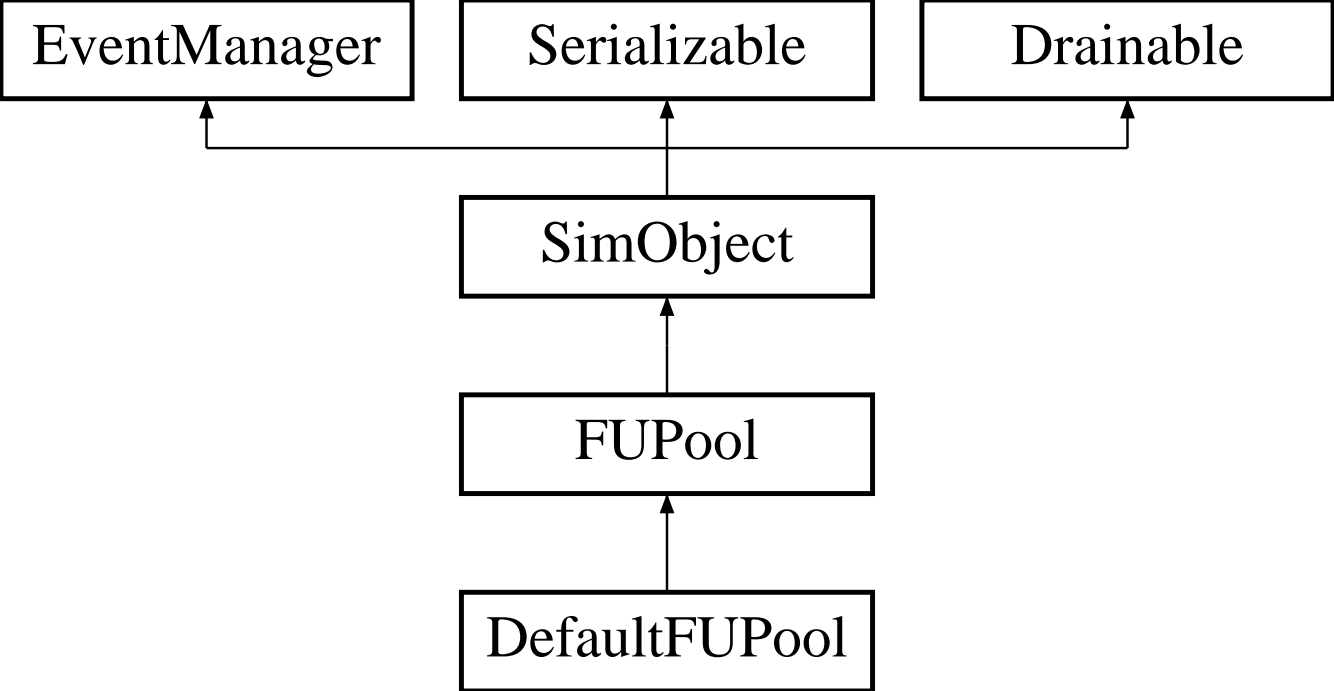 EventManager
Serializable
Drainable
SimObject
FUPool
DefaultFUPool